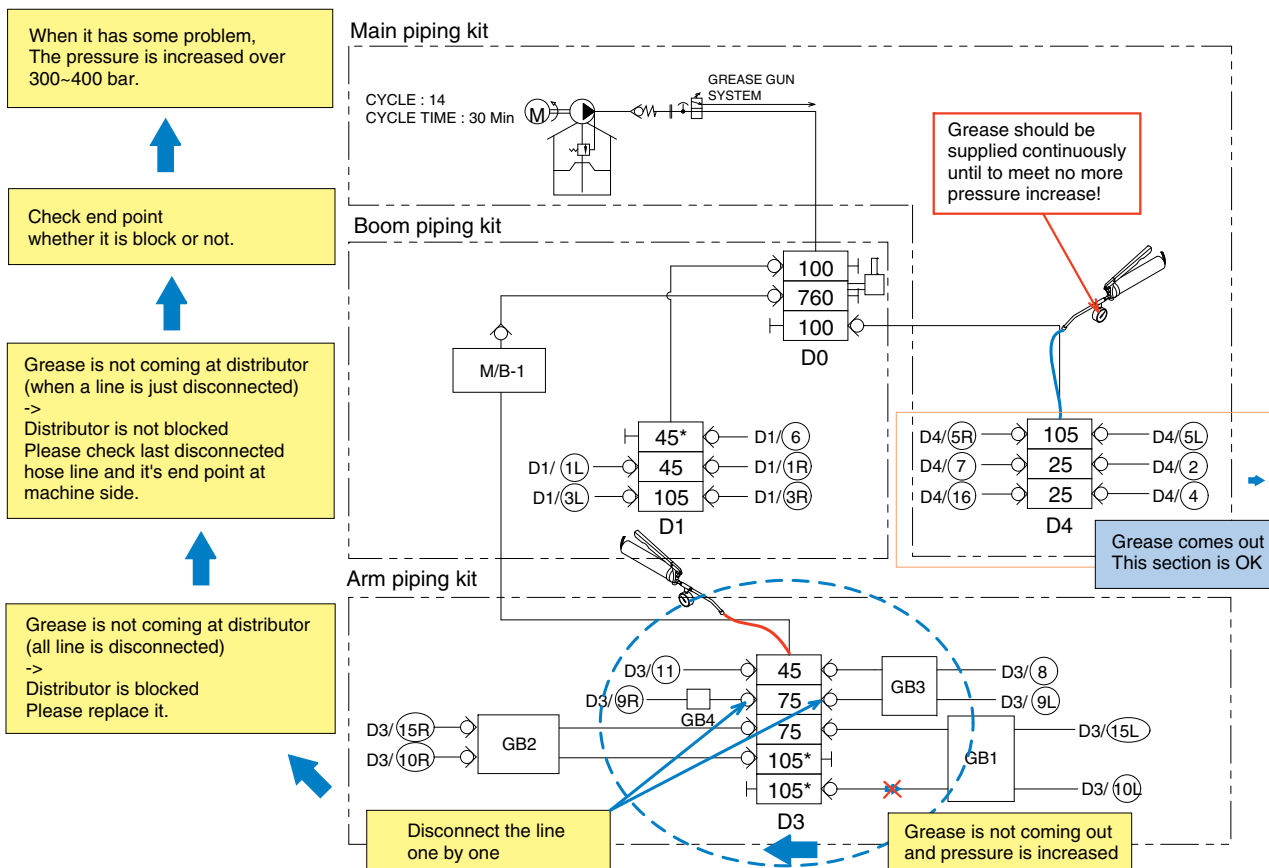 When it has some problem,
The pressure is increased over
300~400 bar.
Check end point
whether it is block or not.
Grease is not coming at distributor
(when a line is just disconnected)
->
Distributor is not blocked
Please check last disconnected
hose line and it's end point at
machine side.
Grease is not coming at distributor
(all line is disconnected)
->
Distributor is blocked
Please replace it.
Main piping kit
CYCLE : 14
CYCLE TIME : 30 Min
M
GREASE GUN
SYSTEM
Grease should be
supplied continuously
until to meet no more
pressure increase!
Boom piping kit
100
760
100
D0
M/B-1
45*
45
105
D1
D1/ 1L
D1/ 3L
D1/ 6
D1/ 1R
D1/ 3R
D4/ 5R
D4/ 7
D4/ 16
105
25
25
D4
D4/ 5L
D4/ 2
D4/ 4
Grease comes out
This section is OK
Arm piping kit
D3/ 11
D3/ 9R
GB4
D3/ 15R
D3/ 10R
GB2
45
75
75
105*
105*
D3
GB3
D3/ 8
D3/ 9L
GB1
D3/ 15L
D3/ 10L
Disconnect the line
one by one
Grease is not coming out
and pressure is increased